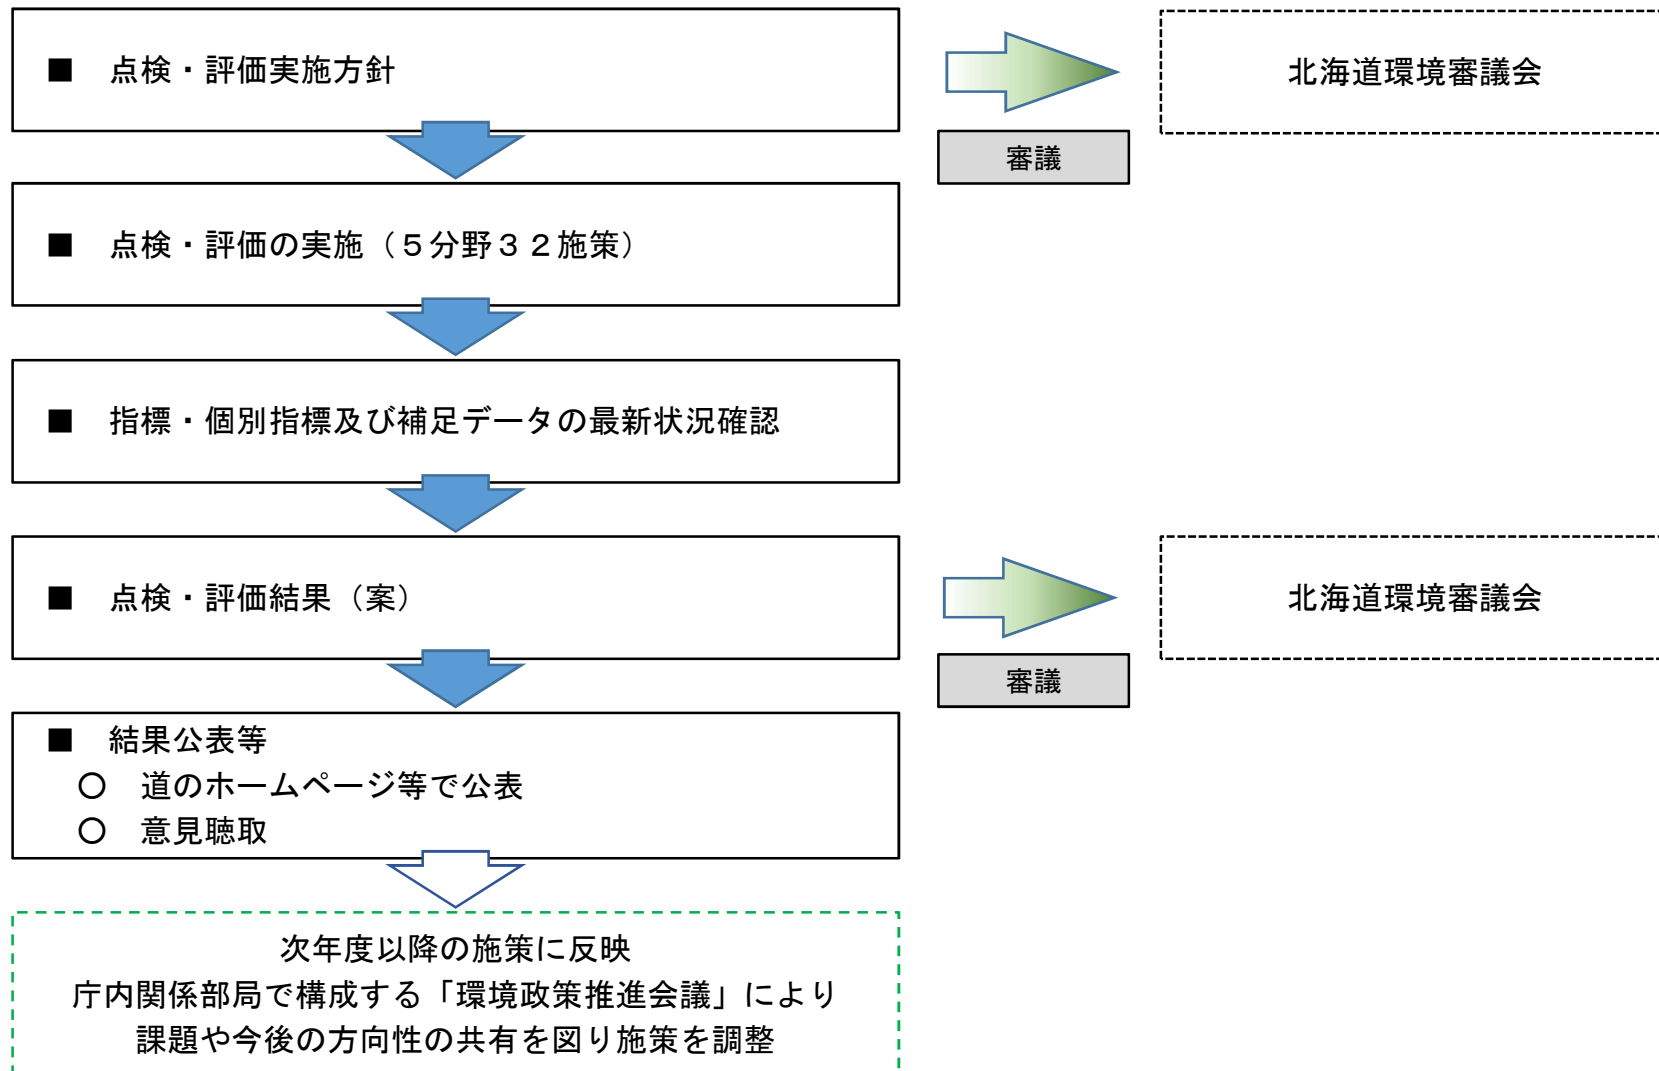 ■　点検・評価実施方針
北海道環境審議会
審議
■　点検・評価の実施（５分野３２施策）
■　指標・個別指標及び補足データの最新状況確認
■　点検・評価結果（案）
北海道環境審議会
審議
■　結果公表等
○　道のホームページ等で公表
○　意見聴取
次年度以降の施策に反映
庁内関係部局で構成する「環境政策推進会議」により
課題や今後の方向性の共有を図り施策を調整